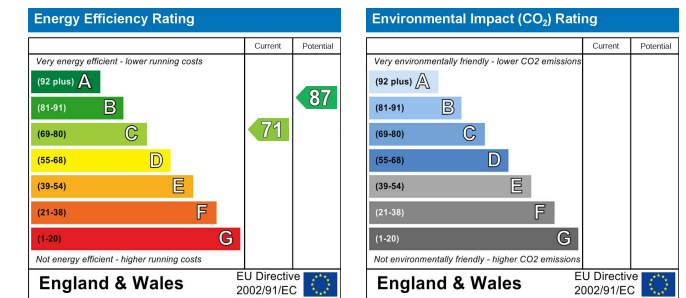 Energy Efficiency Rating
Current Potential
Very energy efficient - lower running costs
(92 plus) A
(81-91) B
87
(69-80) C
71
(55-68) D
(39-54) E
(21-38) F
(1-20) G
Not energy efficient - higher running costs
England & Wales
EU Directive
2002/91/EC
Environmental Impact (CO₂) Rating
Current Potential
Very environmentally friendly - lower CO2 emissions
(92 plus) A
(81-91) B
(69-80) C
(55-68) D
(39-54) E
(21-38) F
(1-20) G
Not environmentally friendly - higher CO2 emissions
England & Wales
EU Directive
2002/91/EC